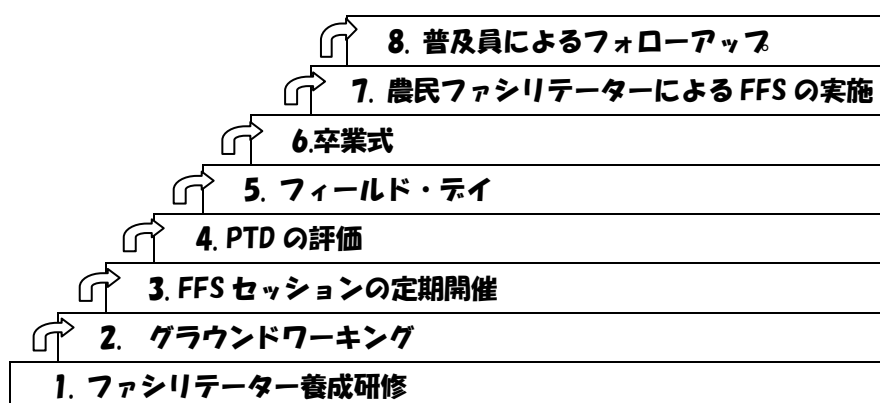 8. 普及員によるフォローアップ
7. 農民ファシリテーターによるFFSの実施
6.卒業式
5. フィールド・デイ
4. PTDの評価
3. FFSセッションの定期開催
2. グラウンドワーキング
1. ファシリテーター養成研修